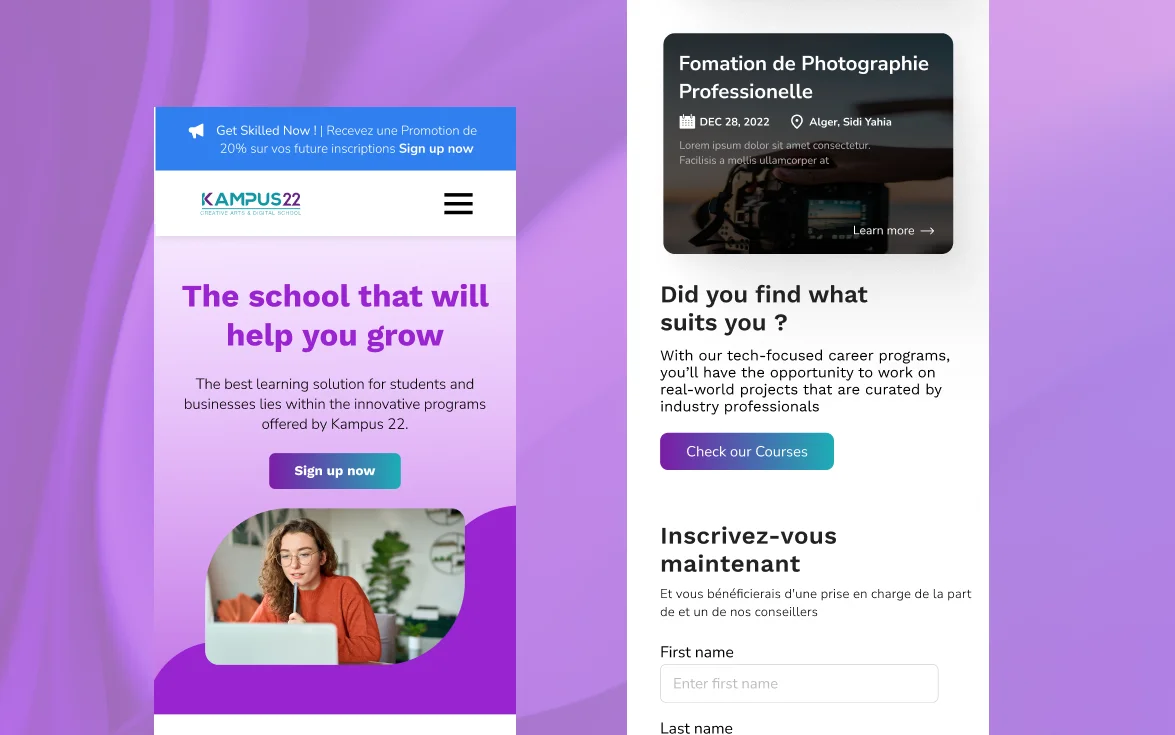 Get Skilled Now ! | Recevez une Promotion de
20% sur vos future inscriptions Sign up now
KAMPUS22
CREATIVE ARTS & DIGITAL SCHOOL
The school that will
help you grow
The best learning solution for students and
businesses lies within the innovative programs
offered by Kampus 22.
Sign up now
Fomation de Photographie
Professionelle
DEC 28, 2022 Alger, Sidi Yahia
Lorem ipsum dolor sit amet consectetur.
Facilisis a mollis ullamcorper at
Learn more
Did you find what
suits you ?
With our tech-focused career programs,
you’ll have the opportunity to work on
real-world projects that are curated by
industry professionals
Check our Courses
Inscrivez-vous
maintenant
Et vous bénéficierais d'une prise en charge de la part
de et un de nos conseillers
First name
Enter first name
Last name